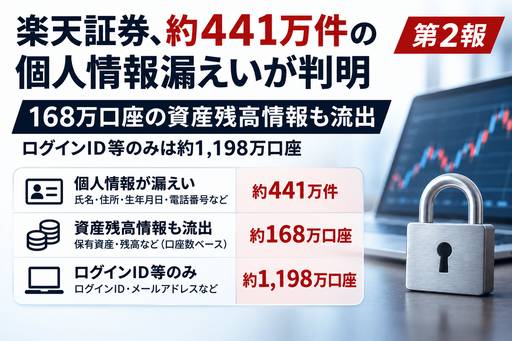 楽天証券、約441万件の
個人情報漏えいが判明
第2報
168万口座の資産残高情報も流出
ログインID等のみは約1,198万口座
個人情報が漏えい
氏名・住所・生年月日・電話番号など
約441万件
資産残高情報も流出
保有資産・残高など（口座数ベース）
約168万口座
ログインID等のみ
ログインID・メールアドレスなど
約1,198万口座